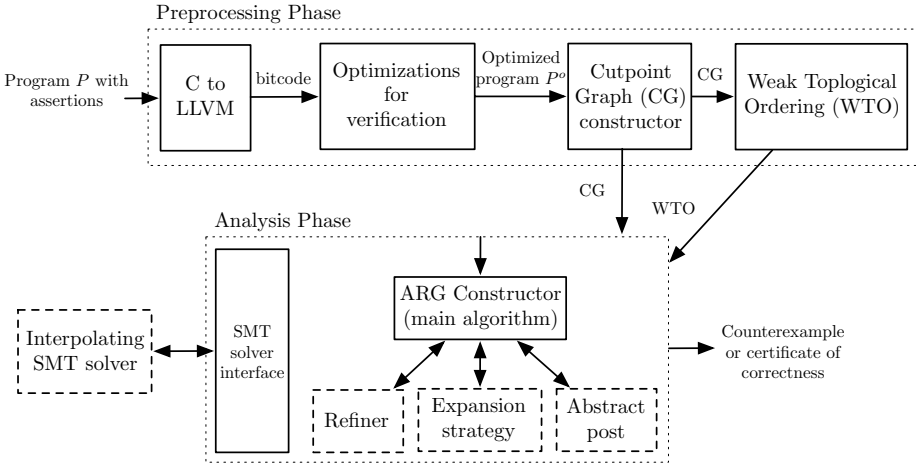 Preprocessing Phase
Program P with
assertions
C to
LLVM
bitcode
Optimizations
for
verification
Optimized
program Pᵒ
Cutpoint
Graph (CG)
constructor
CG
Weak Toplogical
Ordering (WTO)
CG
WTO
Analysis Phase
Interpolating
SMT solver
SMT
solver
interface
ARG Constructor
(main algorithm)
Refiner
Expansion
strategy
Abstract
post
Counterexample
or certificate of
correctness